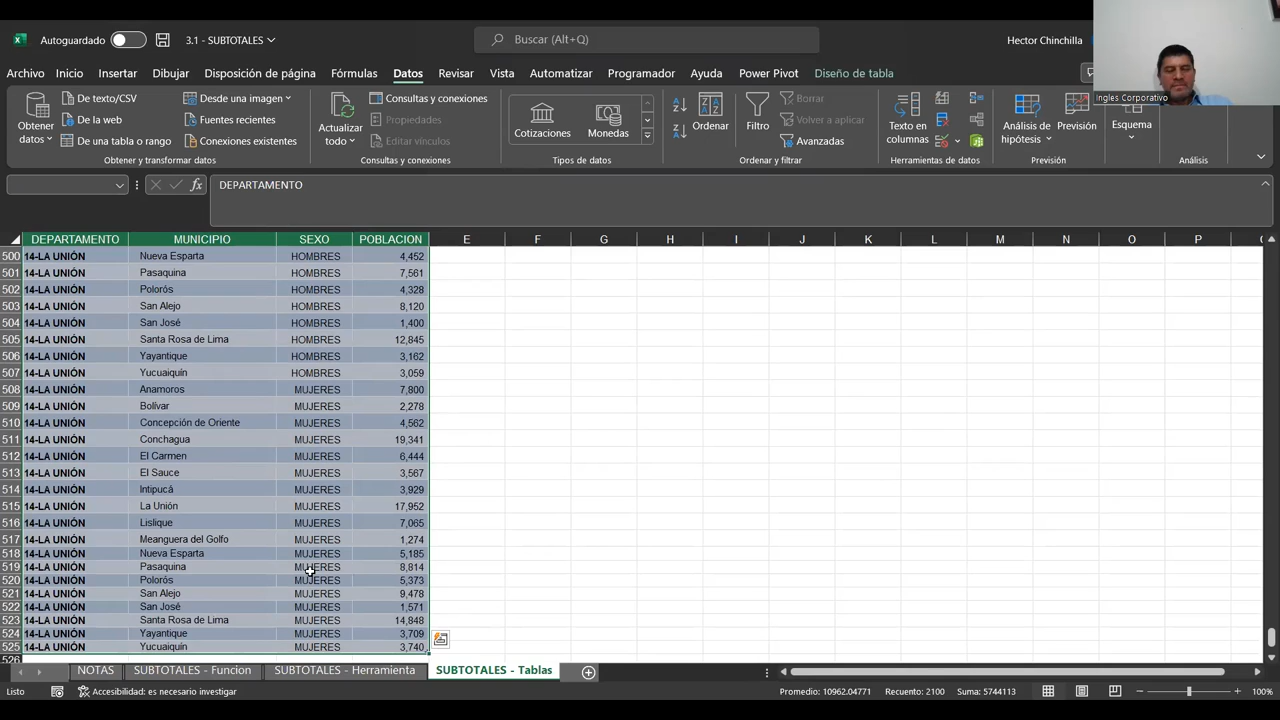 Autoguardado 3.1 - SUBTOTALES Buscar (Alt+Q) Hector Chinchilla
Archivo Inicio Insertar Dibujar Disposición de página Fórmulas Datos Revisar Vista Automatizar Programador Ayuda Power Pivot Diseño de tabla
Ingles Corporativo
Obtener datos
De texto/CSV
De la web
De una tabla o rango
Desde una imagen
Fuentes recientes
Conexiones existentes
Actualizar todo
Consultas y conexiones
Propiedades
Editar vínculos
Cotizaciones Monedas
Ordenar
Filtro
Borrar
Volver a aplicar
Avanzadas
Texto en columnas
Análisis de hipótesis
Previsión
Esquema
Obtener y transformar datos Consultas y conexiones Tipos de datos Ordenar y filtrar Herramientas de datos Previsión Análisis
fx DEPARTAMENTO
DEPARTAMENTO MUNICIPIO SEXO POBLACION E F G H I J K L M N O P
500 14-LA UNIÓN Nueva Esparta HOMBRES 4,452
501 14-LA UNIÓN Pasaquina HOMBRES 7,561
502 14-LA UNIÓN Polorós HOMBRES 4,328
503 14-LA UNIÓN San Alejo HOMBRES 8,120
504 14-LA UNIÓN San José HOMBRES 1,400
505 14-LA UNIÓN Santa Rosa de Lima HOMBRES 12,845
506 14-LA UNIÓN Yayantique HOMBRES 3,162
507 14-LA UNIÓN Yucuaiquín HOMBRES 3,059
508 14-LA UNIÓN Anamoros MUJERES 7,800
509 14-LA UNIÓN Bolívar MUJERES 2,278
510 14-LA UNIÓN Concepción de Oriente MUJERES 4,562
511 14-LA UNIÓN Conchagua MUJERES 19,341
512 14-LA UNIÓN El Carmen MUJERES 6,444
513 14-LA UNIÓN El Sauce MUJERES 3,567
514 14-LA UNIÓN Intipucá MUJERES 3,929
515 14-LA UNIÓN La Unión MUJERES 17,952
516 14-LA UNIÓN Lislique MUJERES 7,065
517 14-LA UNIÓN Meanguera del Golfo MUJERES 1,274
518 14-LA UNIÓN Nueva Esparta MUJERES 5,185
519 14-LA UNIÓN Pasaquina MUJERES 8,814
520 14-LA UNIÓN Polorós MUJERES 5,373
521 14-LA UNIÓN San Alejo MUJERES 9,478
522 14-LA UNIÓN San José MUJERES 1,571
523 14-LA UNIÓN Santa Rosa de Lima MUJERES 14,848
524 14-LA UNIÓN Yayantique MUJERES 3,709
525 14-LA UNIÓN Yucuaiquín MUJERES 3,740
526
NOTAS SUBTOTALES - Funcion SUBTOTALES - Herramienta SUBTOTALES - Tablas
Listo Accesibilidad: es necesario investigar Promedio: 10962.04771 Recuento: 2100 Suma: 5744113 100%